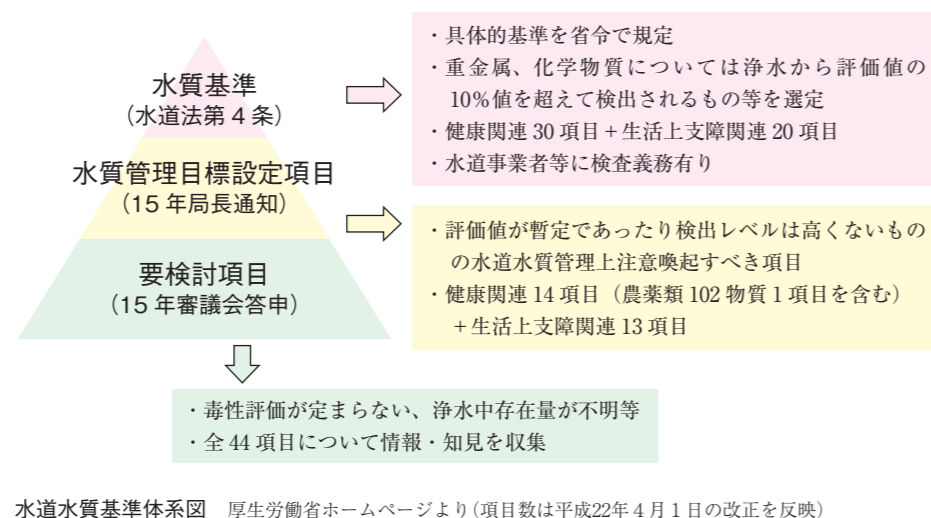 水質基準
（水道法第 4 条）
・具体的基準を省令で規定
・重金属、化学物質については浄水から評価値の
10%値を超えて検出されるもの等を選定
・健康関連 30 項目＋生活上支障関連 20 項目
・水道事業者等に検査義務有り
水質管理目標設定項目
（15 年局長通知）
・評価値が暫定であったり検出レベルは高くないもの
の水道水質管理上注意喚起すべき項目
・健康関連 14 項目（農薬類 102 物質 1 項目を含む）
＋生活上支障関連 13 項目
要検討項目
（15 年審議会答申）
・毒性評価が定まらない、浄水中存在量が不明等
・全 44 項目について情報・知見を収集
水道水質基準体系図　厚生労働省ホームページより（項目数は平成22年 4 月 1 日の改正を反映）